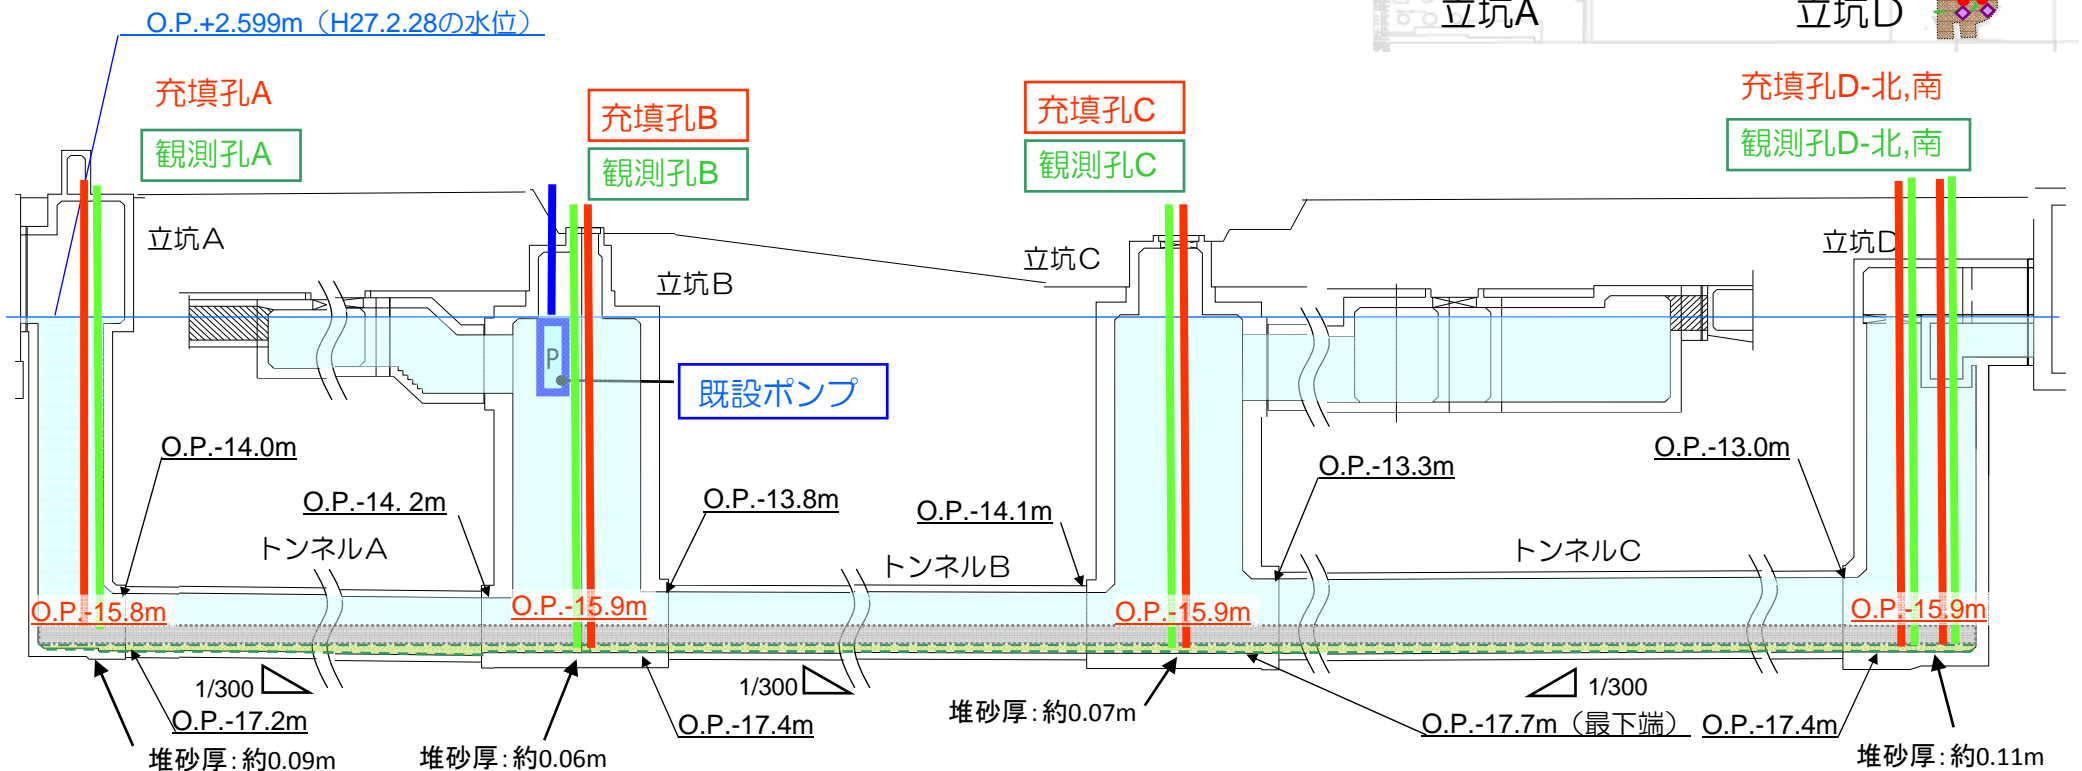 O.P.+2.599m（H27.2.28の水位）
立坑A
立坑D
充填孔A
観測孔A
充填孔B
観測孔B
充填孔C
観測孔C
充填孔D-北,南
観測孔D-北,南
立坑A
立坑B
立坑C
立坑D
P
既設ポンプ
O.P.-14.0m
O.P.-14. 2m
O.P.-13.8m
O.P.-14.1m
O.P.-13.3m
O.P.-13.0m
トンネルA
トンネルB
トンネルC
O.P.-15.8m
O.P.-15.9m
O.P.-15.9m
O.P.-15.9m
1/300
1/300
1/300
O.P.-17.2m
O.P.-17.4m
O.P.-17.7m（最下端）
O.P.-17.4m
堆砂厚：約0.09m
堆砂厚：約0.06m
堆砂厚：約0.07m
堆砂厚：約0.11m